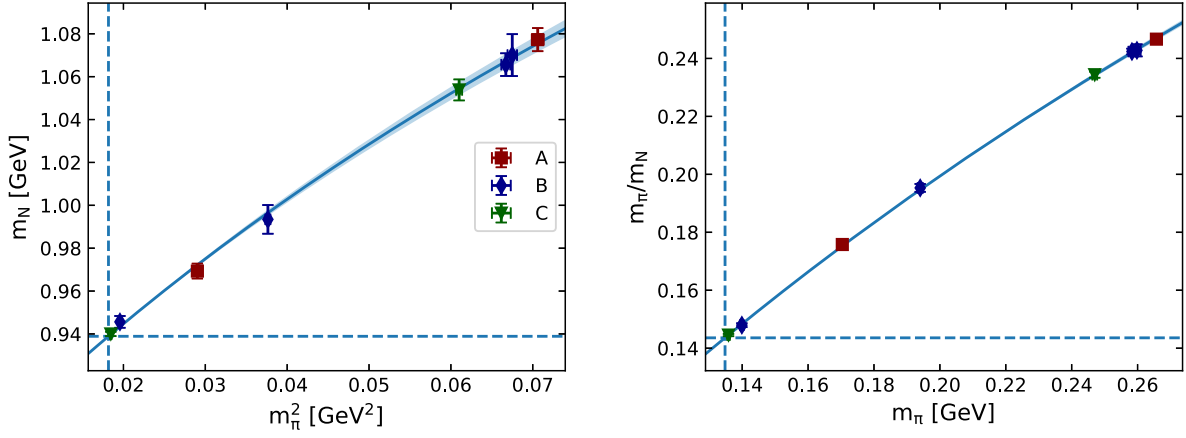 m_N [GeV]
1.08
1.06
1.04
1.02
1.00
0.98
0.96
0.94
0.02 0.03 0.04 0.05 0.06 0.07
m_π^2 [GeV^2]
A
B
C
m_π/m_N
0.24
0.22
0.20
0.18
0.16
0.14
0.14 0.16 0.18 0.20 0.22 0.24 0.26
m_π [GeV]